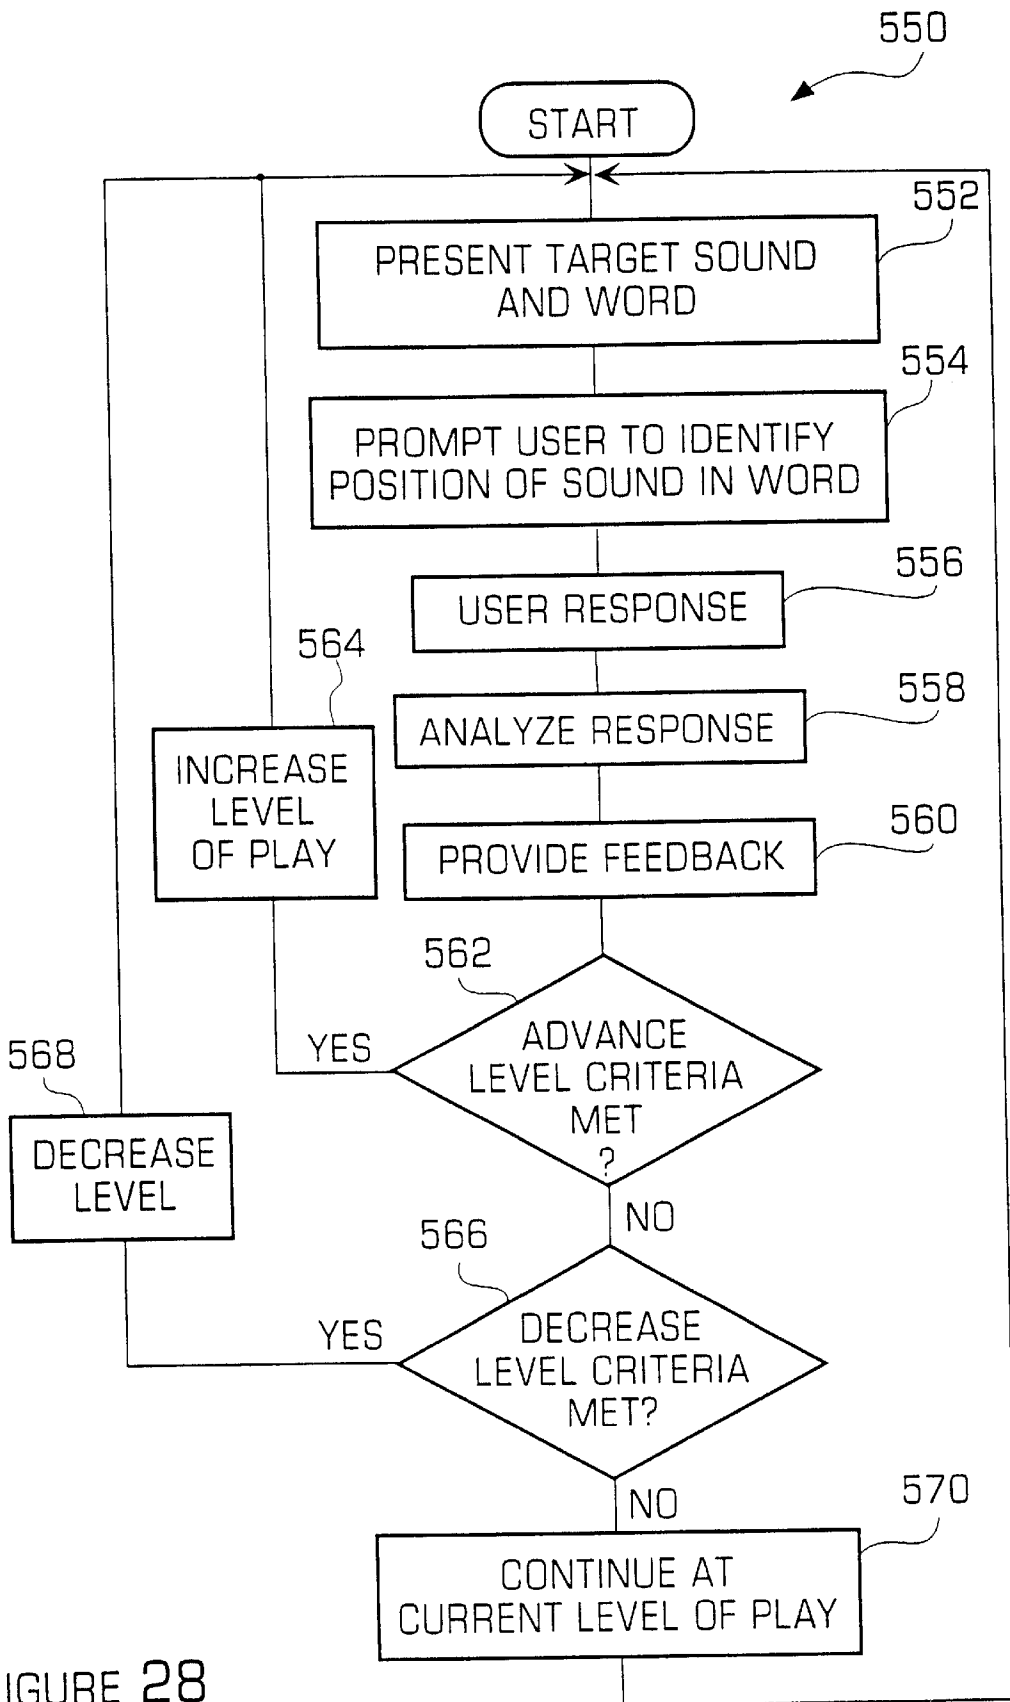 550
START
552
PRESENT TARGET SOUND
AND WORD
554
PROMPT USER TO IDENTIFY
POSITION OF SOUND IN WORD
556
USER RESPONSE
564
558
ANALYZE RESPONSE
INCREASE
LEVEL
OF PLAY
560
PROVIDE FEEDBACK
562
YES
ADVANCE
LEVEL CRITERIA
MET
?
568
DECREASE
LEVEL
NO
566
YES
DECREASE
LEVEL CRITERIA
MET?
NO
570
CONTINUE AT
CURRENT LEVEL OF PLAY
IGURE 28